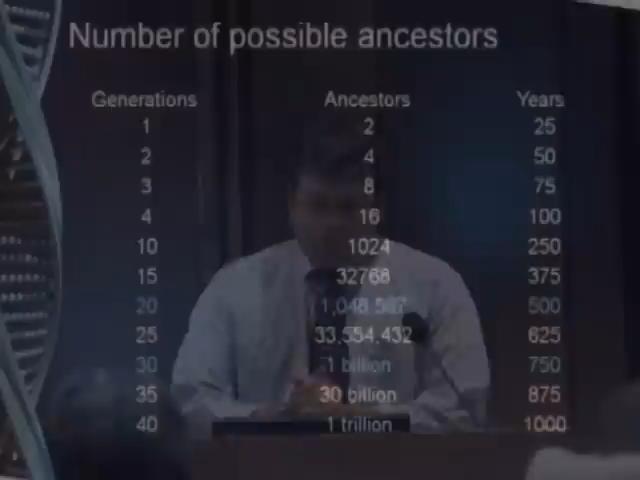 Number of possible ancestors
Generations Ancestors Years
1 2 25
2 4 50
3 8 75
4 16 100
10 1024 250
15 32768 375
20 500
25 33,554,432 625
30 1 billion 750
35 30 billion 875
40 1 trillion 1000